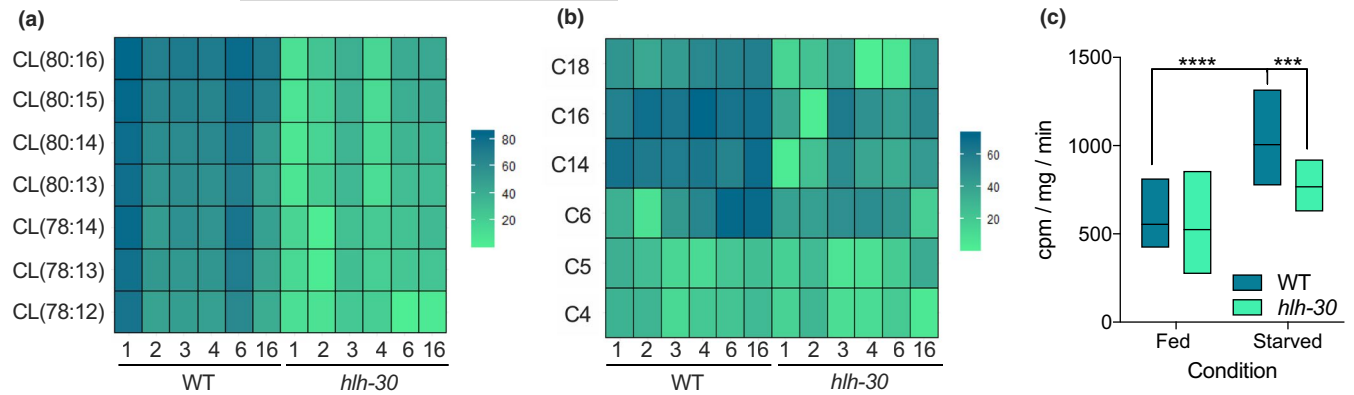 (a)
CL(80:16)
CL(80:15)
CL(80:14)
CL(80:13)
CL(78:14)
CL(78:13)
CL(78:12)
1 2 3 4 6 16 1 2 3 4 6 16
WT hlh-30
80
60
40
20
(b)
C18
C16
C14
C6
C5
C4
1 2 3 4 6 16 1 2 3 4 6 16
WT hlh-30
60
40
20
(c)
1500
1000
500
0
cpm / mg / min
**** ***
WT
hlh-30
Fed Starved
Condition